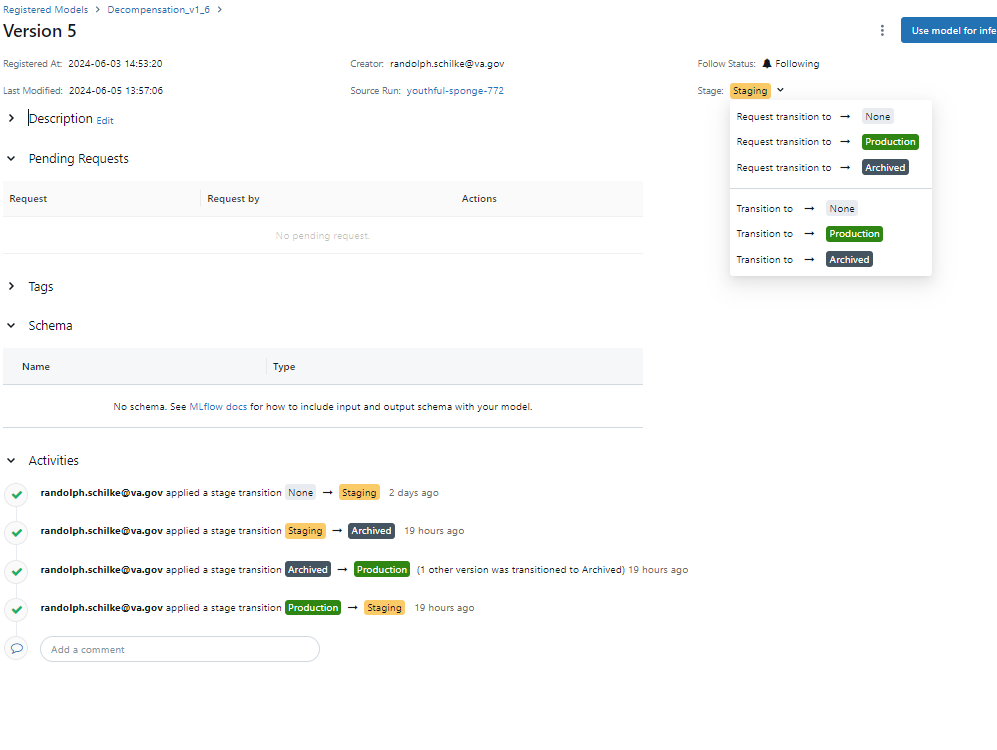 Registered Models > Decompensation_v1_6 >
Version 5
Use model for infe
Registered At: 2024-06-03 14:53:20
Creator: randolph.schilke@va.gov
Follow Status: Following
Last Modified: 2024-06-05 13:57:06
Source Run: youthful-sponge-772
Stage: Staging
Request transition to → None
Request transition to → Production
Request transition to → Archived
Transition to → None
Transition to → Production
Transition to → Archived
Description Edit
Pending Requests
Request Request by Actions
No pending request.
Tags
Schema
Name Type
No schema. See MLflow docs for how to include input and output schema with your model.
Activities
randolph.schilke@va.gov applied a stage transition None → Staging 2 days ago
randolph.schilke@va.gov applied a stage transition Staging → Archived 19 hours ago
randolph.schilke@va.gov applied a stage transition Archived → Production (1 other version was transitioned to Archived) 19 hours ago
randolph.schilke@va.gov applied a stage transition Production → Staging 19 hours ago
Add a comment